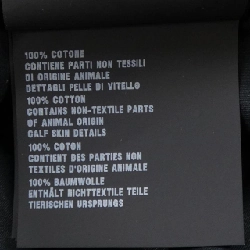 100% COTONE
CONTIENE PARTI NON TESSILI
DI ORIGINE ANIMALE
DETTAGLI PELLE DI VITELLO
100% COTTON
CONTAINS NON-TEXTILE PARTS
OF ANIMAL ORIGIN
CALF SKIN DETAILS
100% COTON
CONTIENT DES PARTIES NON
TEXTILES D'ORIGINE ANIMALE
100% BAUMWOLLE
ENTHÄLT NICHTTEXTILE TEILE
TIERISCHEN URSPRUNGS